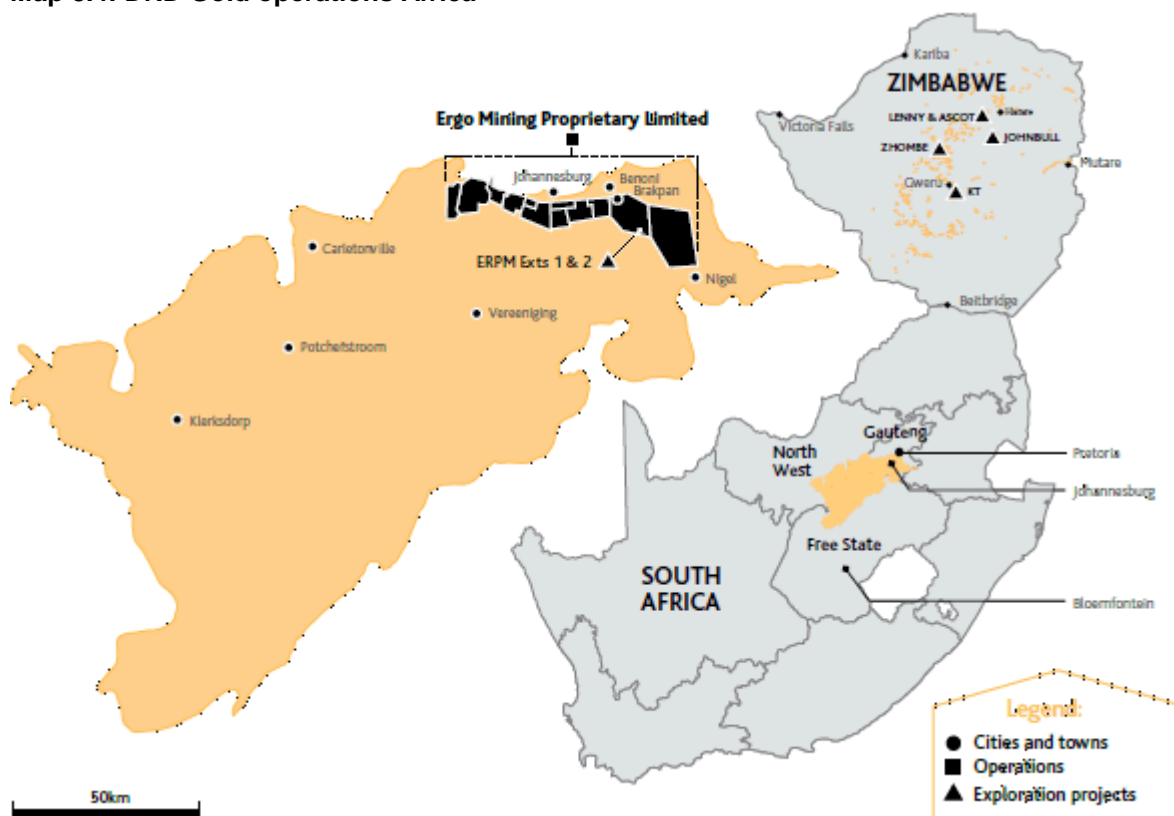 Kariba
ZIMBABWE
LENNY & ASCOT
Harare
Victoria Falls
JOHNBULL
ZHOMBE
Mutare
Gweru
KT
Beitbridge
Ergo Mining Proprietary Limited
Johannesburg
Benoni
Brakpan
Carletonville
ERPM Exts 1 & 2
Nigel
Vereeniging
Potchefstroom
Klerksdorp
Gauteng
North
West
Pretoria
Johannesburg
Free State
SOUTH
AFRICA
Bloemfontein
Legend:
Cities and towns
Operations
Exploration projects
50km